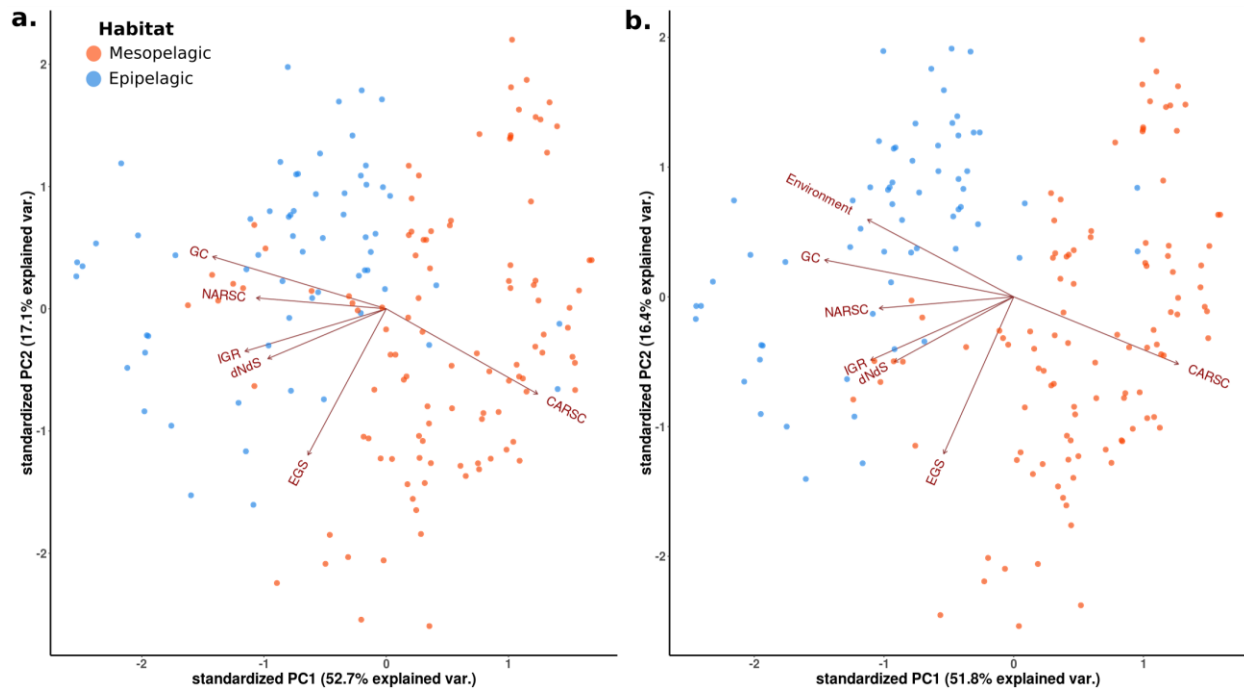 a.
Habitat
Mesopelagic
Epipelagic
2
1
0
-1
-2
standardized PC2 (17.1% explained var.)
GC
NARSC
IGR
dNdS
EGS
CARSC
-2
-1
0
1
standardized PC1 (52.7% explained var.)
b.
2
1
0
-1
-2
standardized PC2 (16.4% explained var.)
Environment
GC
NARSC
IGR
dNdS
EGS
CARSC
-2
-1
0
1
standardized PC1 (51.8% explained var.)